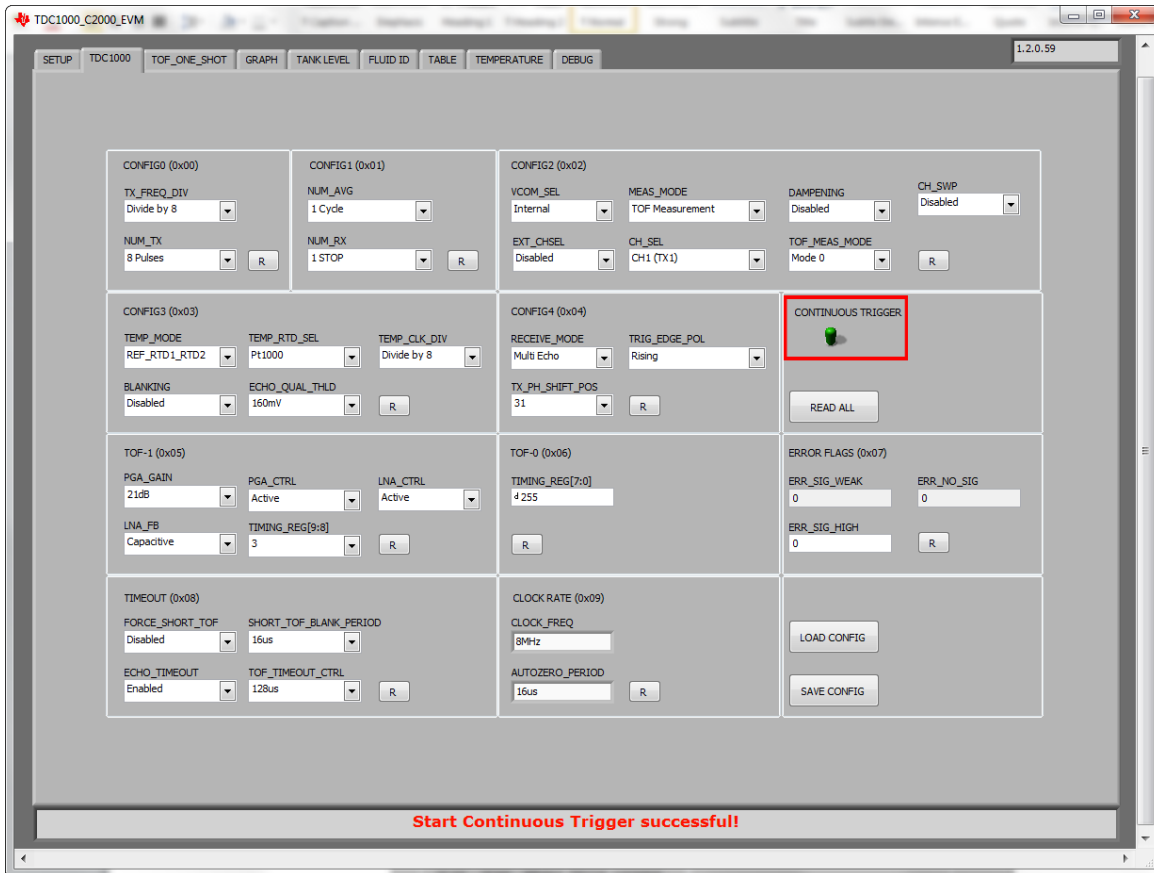 TDC1000_C2000_EVM
1.2.0.59
SETUP TDC1000 TOF_ONE_SHOT GRAPH TANK LEVEL FLUID ID TABLE TEMPERATURE DEBUG
CONFIG0 (0x00)
TX_FREQ_DIV
Divide by 8
NUM_TX
8 Pulses
R
CONFIG1 (0x01)
NUM_AVG
1 Cycle
NUM_RX
1 STOP
R
CONFIG2 (0x02)
VCOM_SEL MEAS_MODE DAMPENING CH_SWP
Internal TOF Measurement Disabled Disabled
EXT_CHSEL CH_SEL TOF_MEAS_MODE
Disabled CH1 (TX1) Mode 0 R
CONFIG3 (0x03)
TEMP_MODE TEMP_RTD_SEL TEMP_CLK_DIV
REF_RTD1_RTD2 Pt1000 Divide by 8
BLANKING ECHO_QUAL_THLD
Disabled 160mV R
CONFIG4 (0x04)
RECEIVE_MODE TRIG_EDGE_POL
Multi Echo Rising
TX_PH_SHIFT_POS
31 R
CONTINUOUS TRIGGER
READ ALL
TOF-1 (0x05)
PGA_GAIN PGA_CTRL LNA_CTRL
21dB Active Active
LNA_FB TIMING_REG[9:8]
Capacitive 3 R
TOF-0 (0x06)
TIMING_REG[7:0]
d 255
R
ERROR FLAGS (0x07)
ERR_SIG_WEAK ERR_NO_SIG
0 0
ERR_SIG_HIGH
0 R
TIMEOUT (0x08)
FORCE_SHORT_TOF SHORT_TOF_BLANK_PERIOD
Disabled 16us
ECHO_TIMEOUT TOF_TIMEOUT_CTRL
Enabled 128us R
CLOCK RATE (0x09)
CLOCK_FREQ
8MHz
AUTOZERO_PERIOD
16us R
LOAD CONFIG
SAVE CONFIG
Start Continuous Trigger successful!